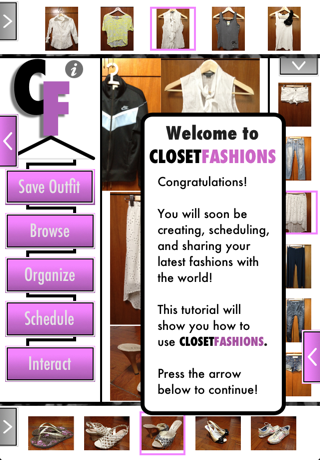 CF
i
Save Outfit
Browse
Organize
Schedule
Interact
Welcome to
CLOSETFASHIONS
Congratulations!
You will soon be
creating, scheduling,
and sharing your
latest fashions with
the world!
This tutorial will
show you how to
use CLOSETFASHIONS.
Press the arrow
below to continue!